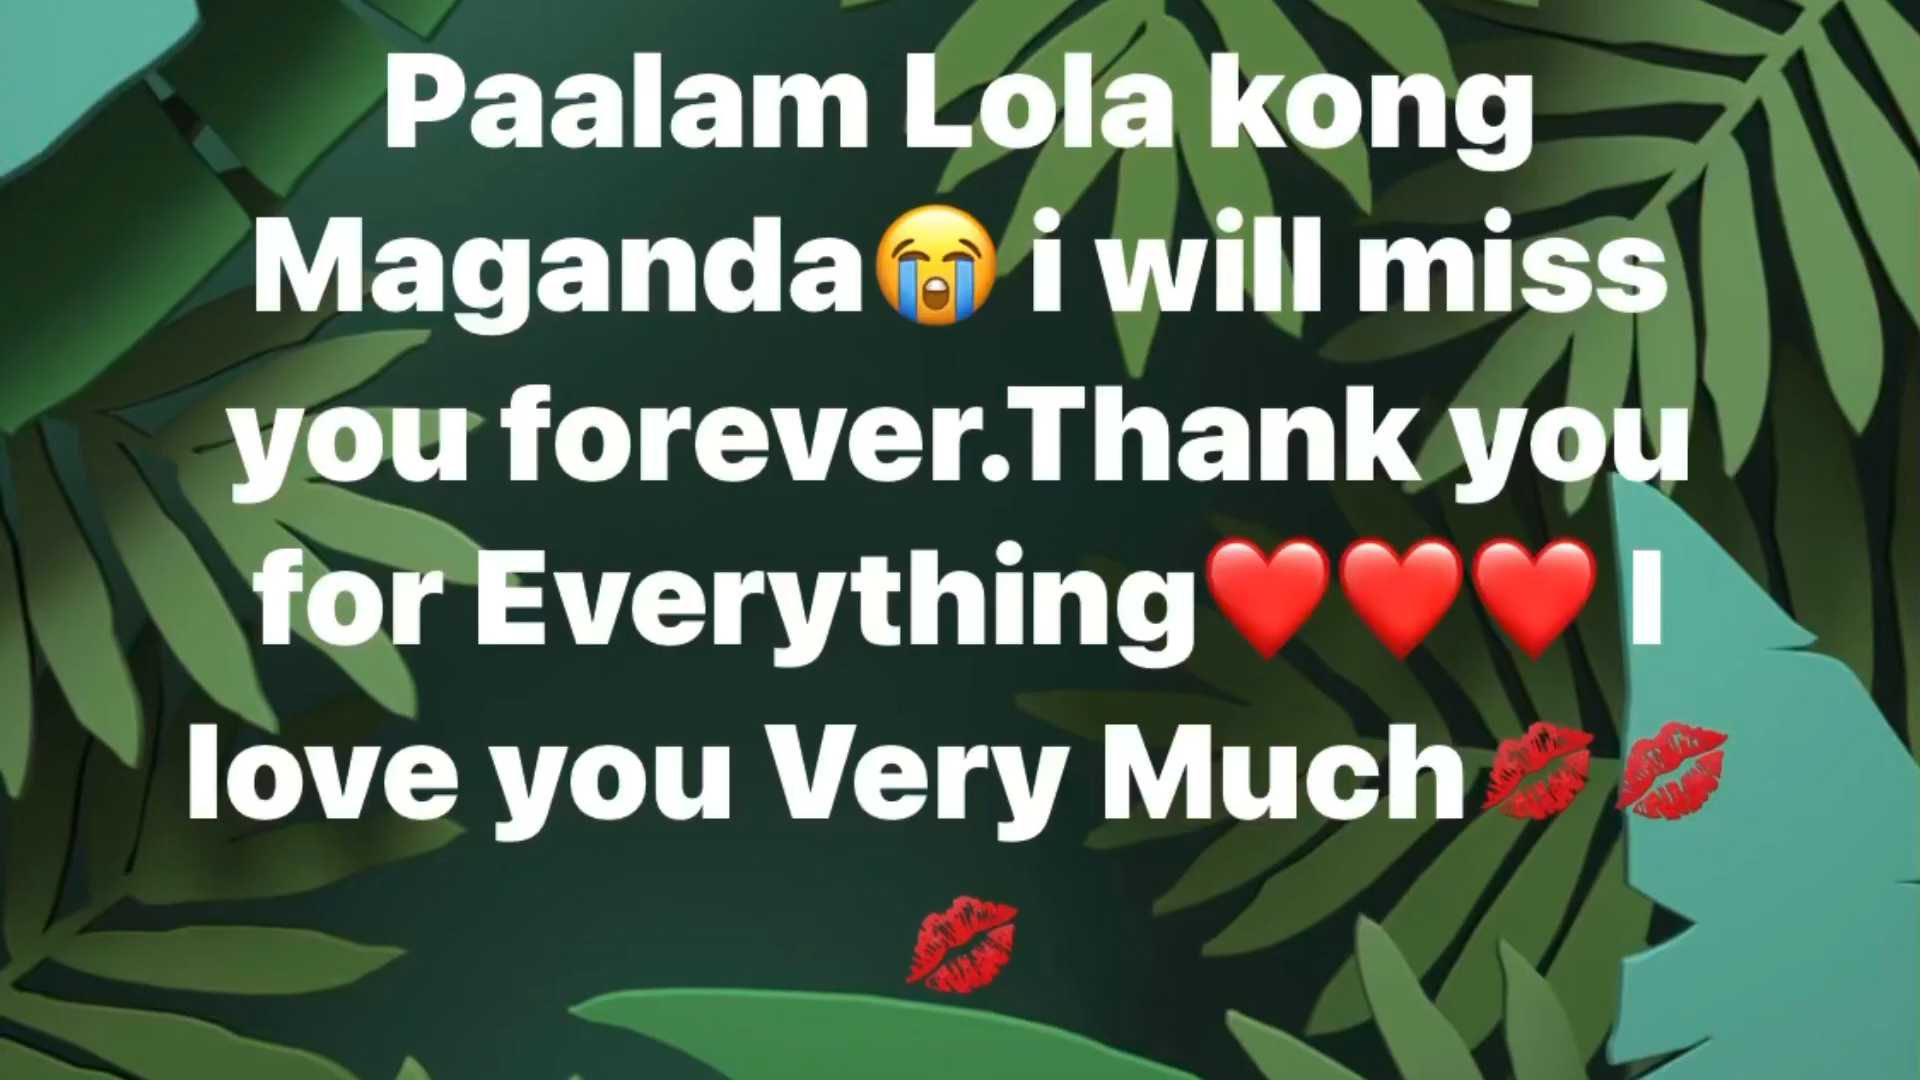 Paalam Lola kong
Maganda😭 i will miss
you forever.Thank you
for Everything❤️❤️❤️ I
love you Very Much💋💋
💋